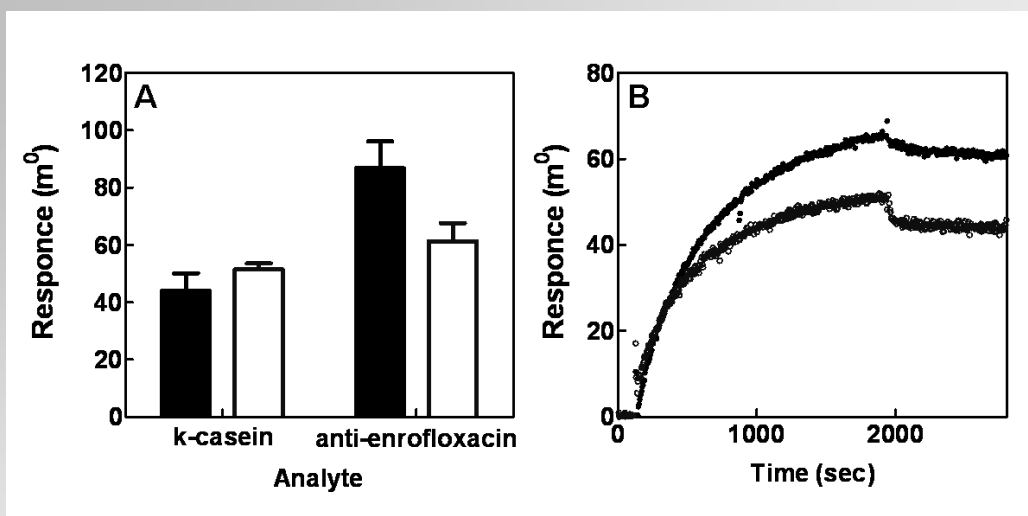 A
Responce (m⁰)
120
100
80
60
40
20
0
k-casein
anti-enrofloxacin
Analyte
B
Responce (m⁰)
80
60
40
20
0
0
1000
2000
Time (sec)